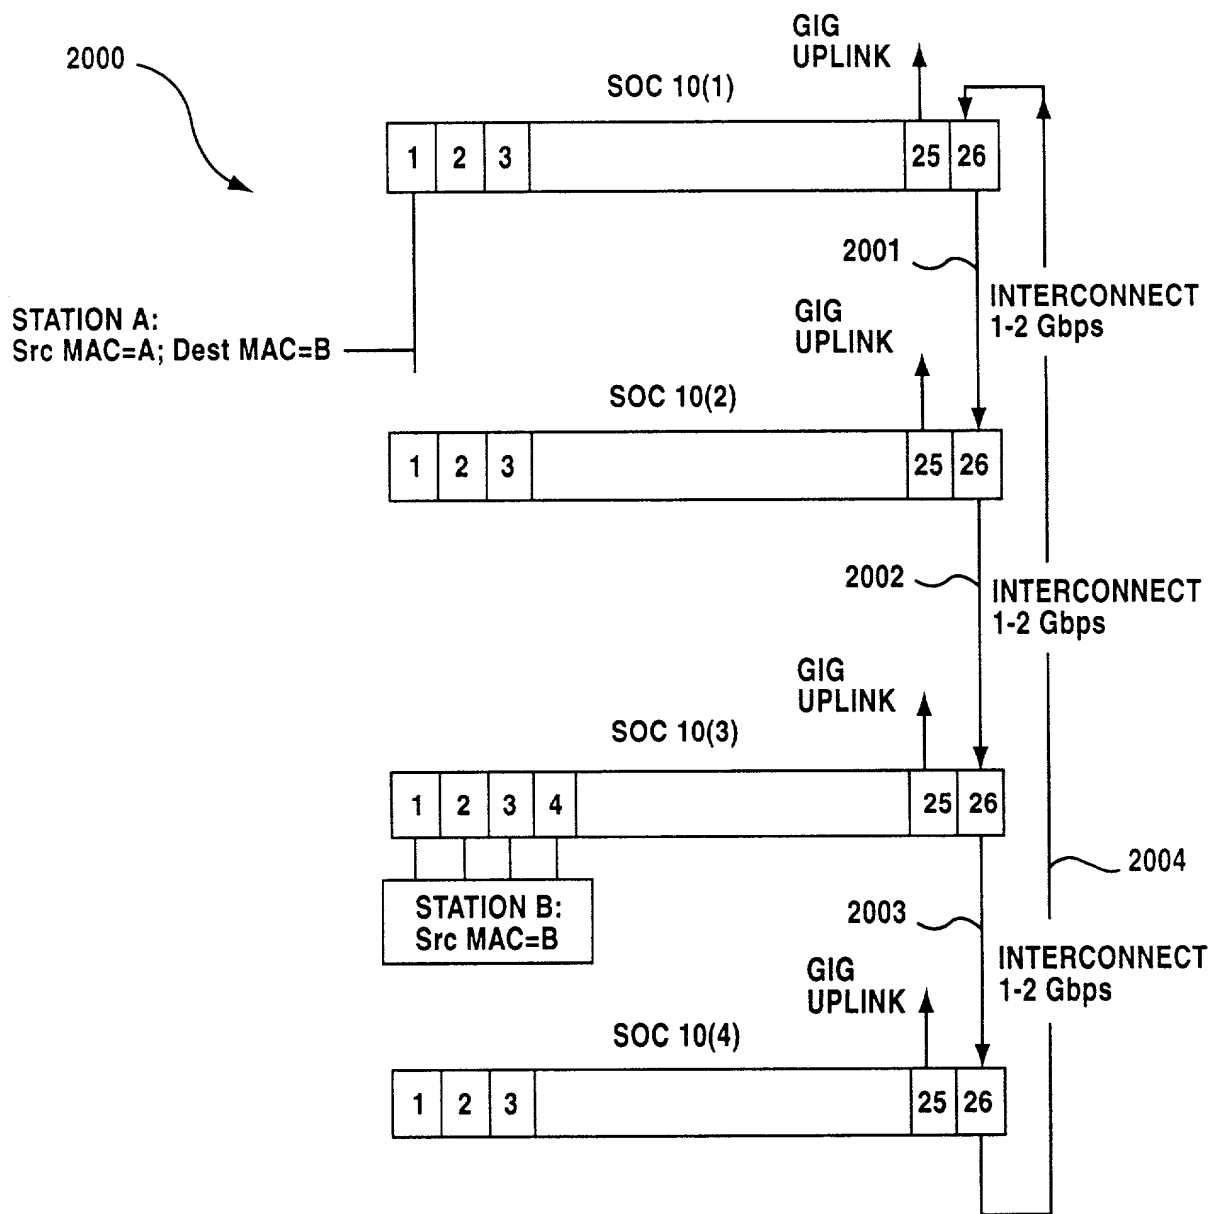 2000
GIG
UPLINK
SOC 10(1)
1 2 3 25 26
2001
INTERCONNECT
1-2 Gbps
STATION A:
Src MAC=A; Dest MAC=B
GIG
UPLINK
SOC 10(2)
1 2 3 25 26
2002
INTERCONNECT
1-2 Gbps
GIG
UPLINK
SOC 10(3)
1 2 3 4 25 26
2004
STATION B:
Src MAC=B
2003
INTERCONNECT
1-2 Gbps
GIG
UPLINK
SOC 10(4)
1 2 3 25 26